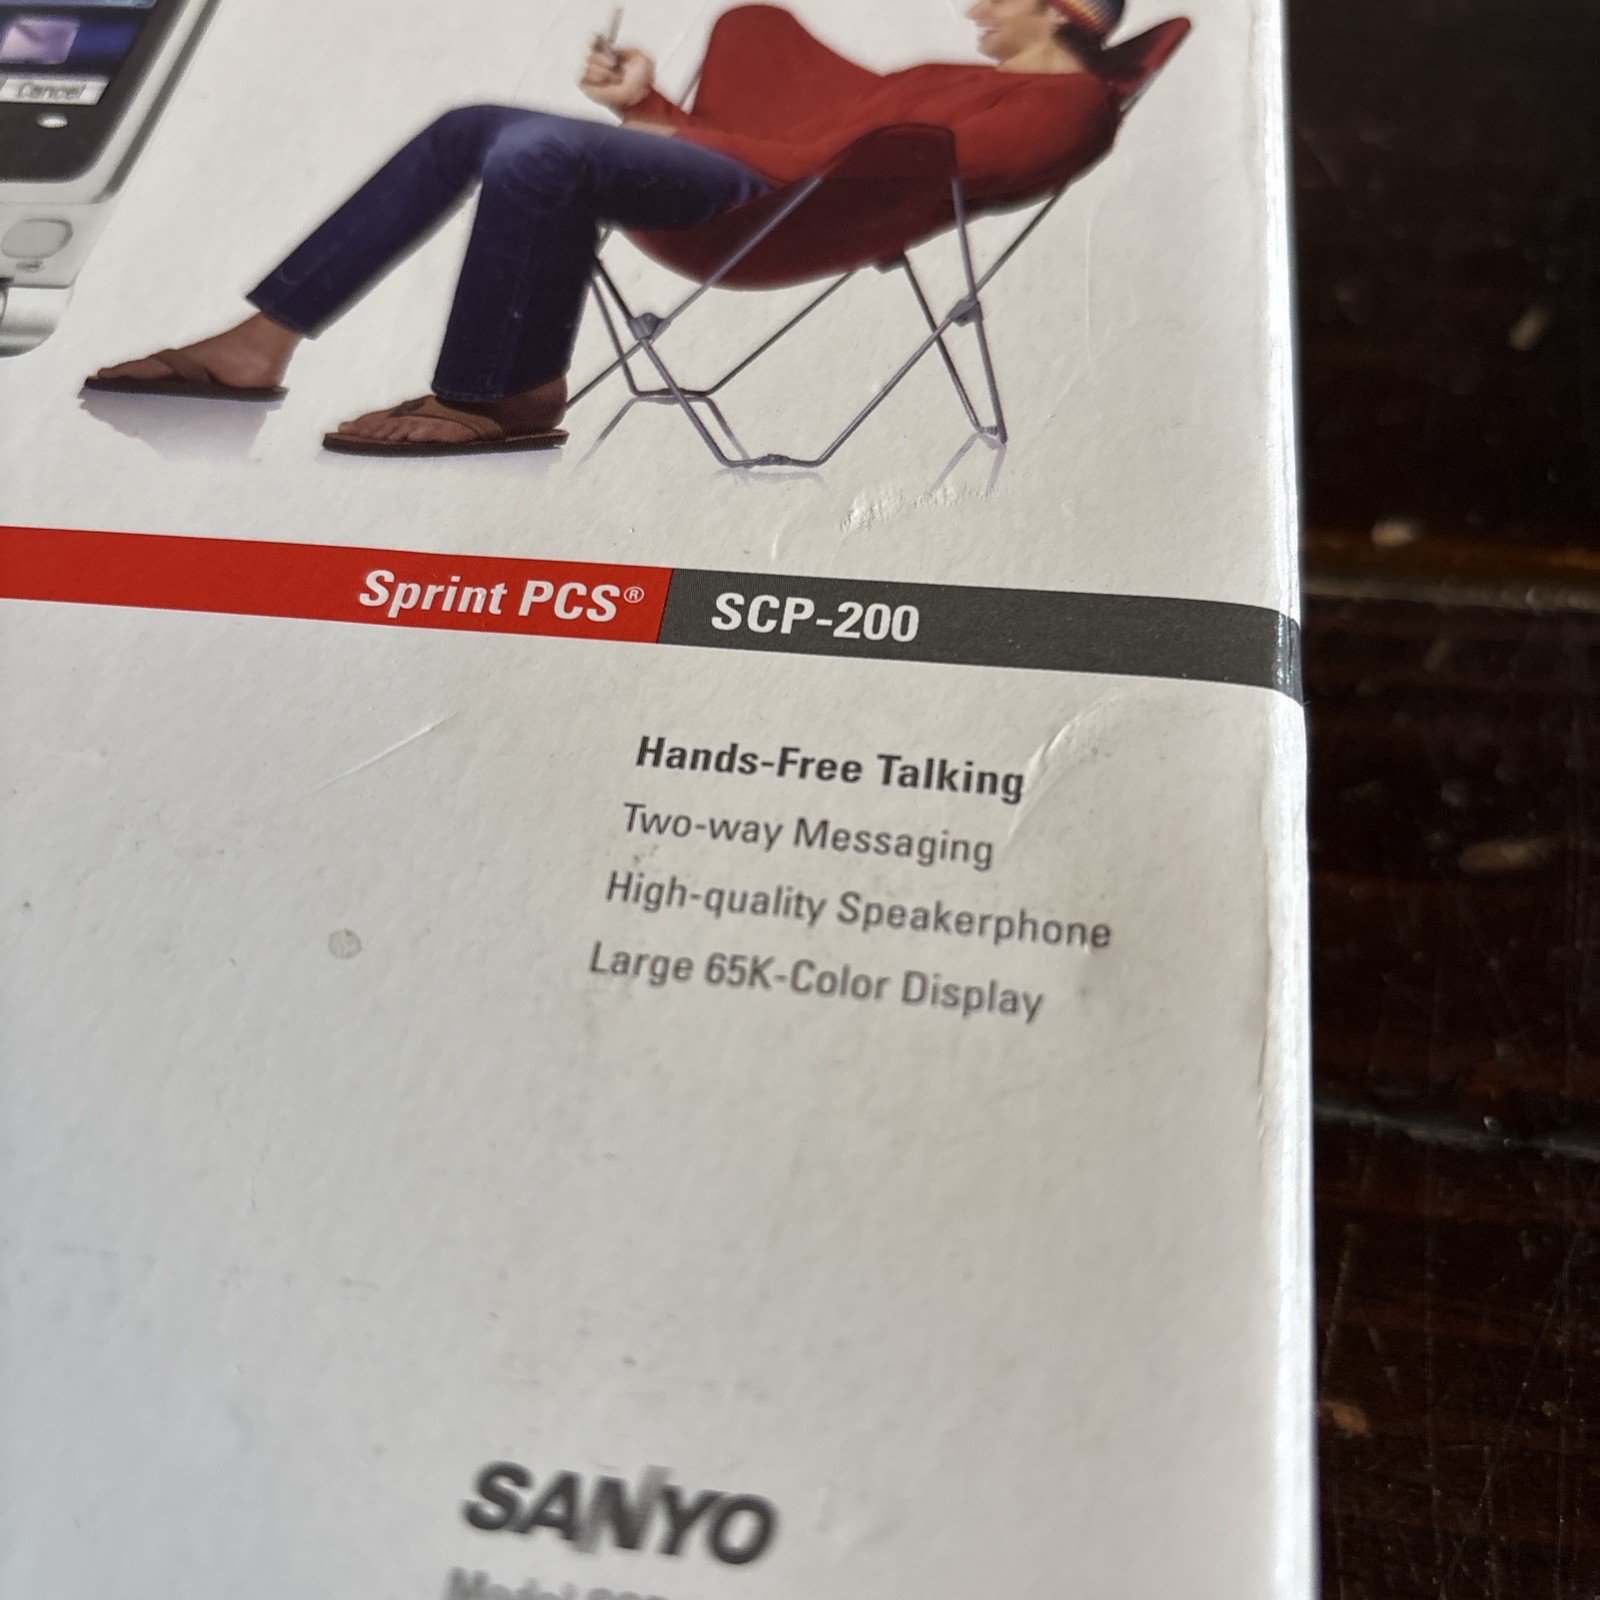 Cancel
Sprint PCS® SCP-200
Hands-Free Talking
Two-way Messaging
High-quality Speakerphone
Large 65K-Color Display
SANYO
Model